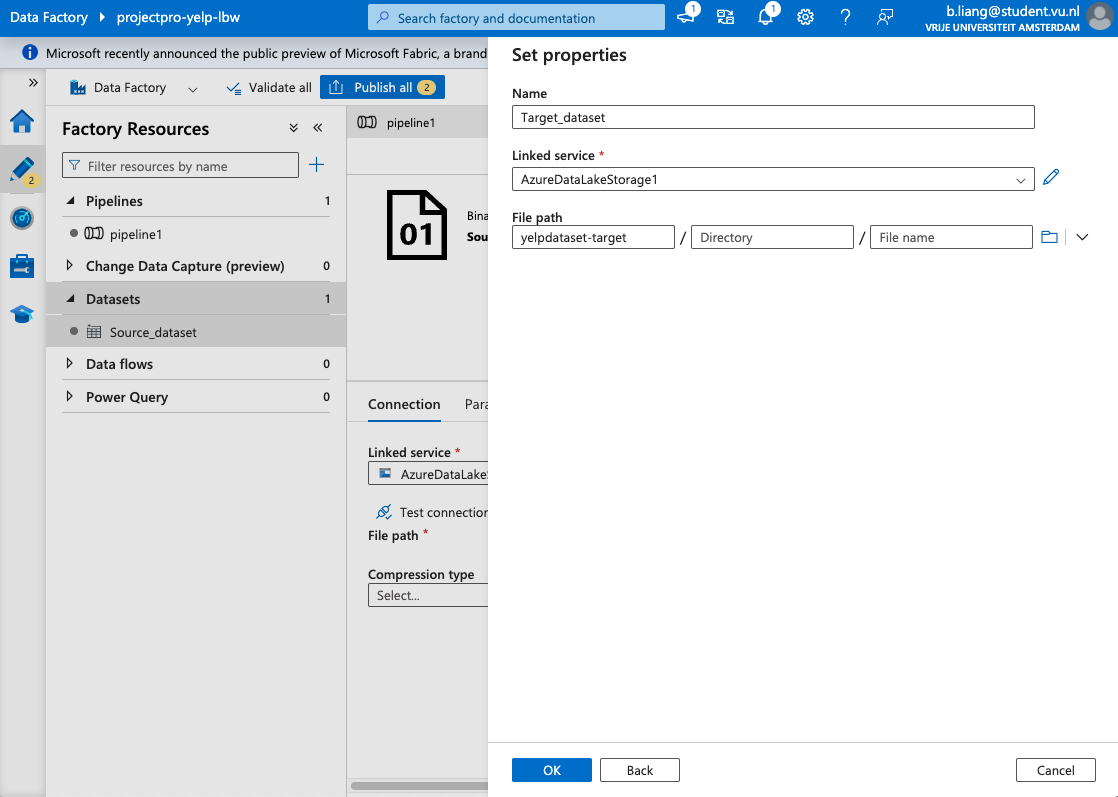 Data Factory projectpro-yelp-lbw
Search factory and documentation
1
1
b.liang@student.vu.nl
VRIJE UNIVERSITEIT AMSTERDAM
Microsoft recently announced the public preview of Microsoft Fabric, a brand
Data Factory
Validate all
Publish all 2
Factory Resources
Filter resources by name
2
Pipelines 1
pipeline1
Change Data Capture (preview) 0
Datasets 1
Source_dataset
Data flows 0
Power Query 0
pipeline1
01
Bina
Sou
Connection Para
Linked service *
AzureDataLake
Test connection
File path *
Compression type
Select...
Set properties
Name
Target_dataset
Linked service *
AzureDataLakeStorage1
File path
yelpdataset-target / Directory / File name
OK Back Cancel